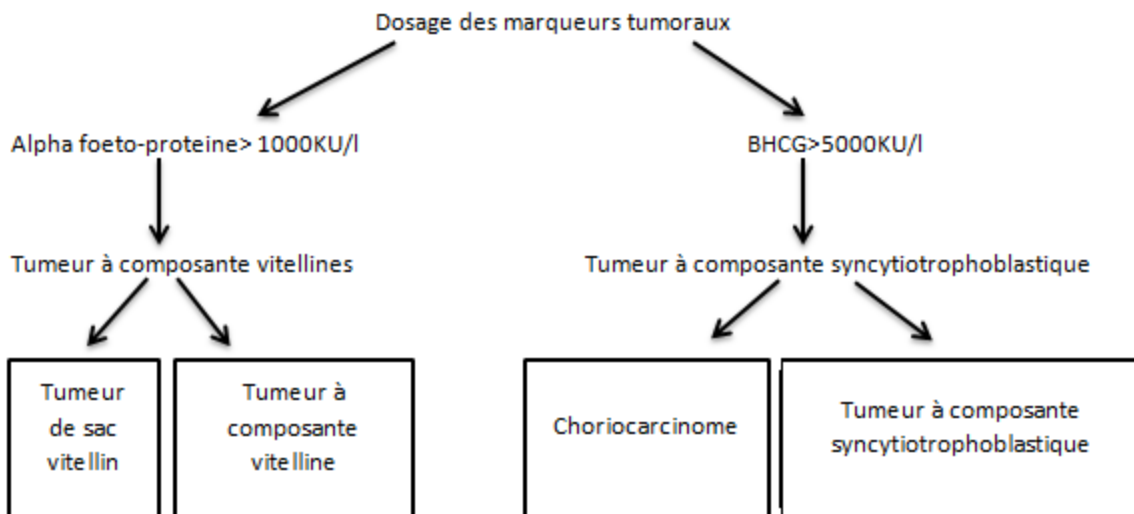 Dosage des marqueurs tumoraux
Alpha foeto-proteine> 1000KU/l
BHCG>5000KU/l
Tumeur à composante vitellines
Tumeur à composante syncytiotrophoblastique
Tumeur
de sac
vitellin
Tumeur à
composante
vitelline
Choriocarcinome
Tumeur à composante
syncytiotrophoblastique